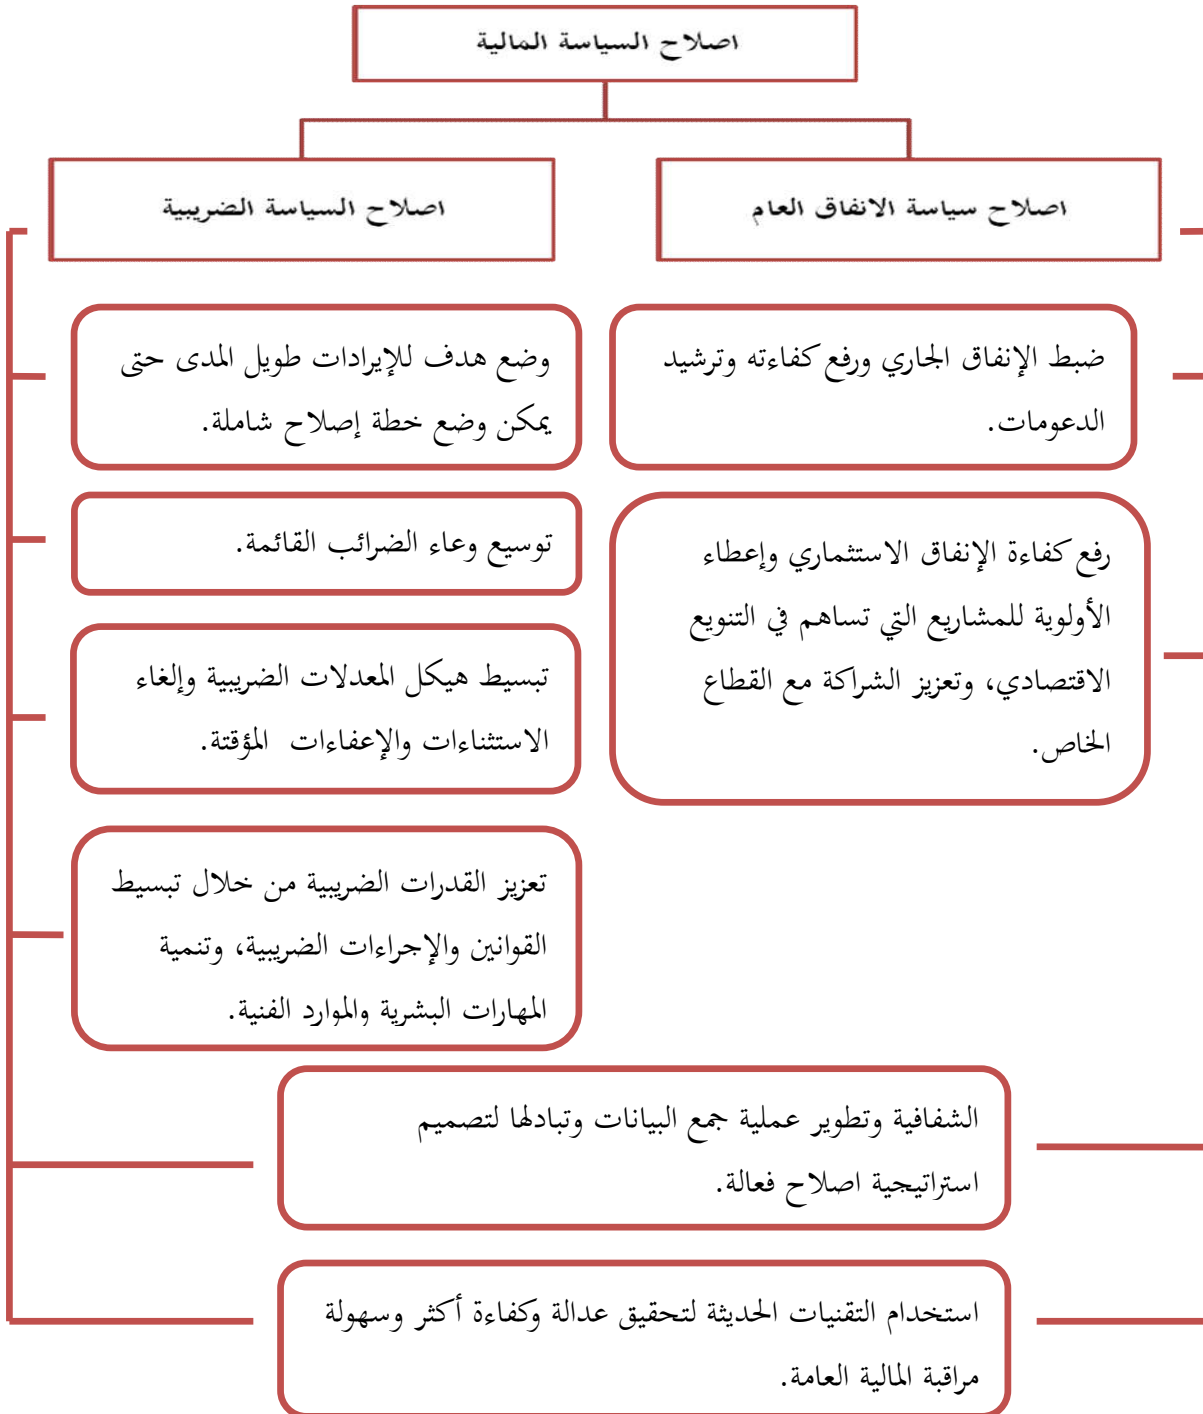 اصلاح السياسة المالية
اصلاح سياسة الانفاق العام
اصلاح السياسة الضريبية
ضبط الإنفاق الجاري ورفع كفاءته وترشيد
الدعومات.
رفع كفاءة الإنفاق الاستثماري وإعطاء
الأولوية للمشاريع التي تساهم في التنويع
الاقتصادي، وتعزيز الشراكة مع القطاع
الخاص.
وضع هدف للإيرادات طويل المدى حتى
يمكن وضع خطة إصلاح شاملة.
توسيع وعاء الضرائب القائمة.
تبسيط هيكل المعدلات الضريبية وإلغاء
الاستثناءات والإعفاءات المؤقتة.
تعزيز القدرات الضريبية من خلال تبسيط
القوانين والإجراءات الضريبية، وتنمية
المهارات البشرية والموارد الفنية.
الشفافية وتطوير عملية جمع البيانات وتبادلها لتصميم
استراتيجية اصلاح فعالة.
استخدام التقنيات الحديثة لتحقيق عدالة وكفاءة أكثر وسهولة
مراقبة المالية العامة.